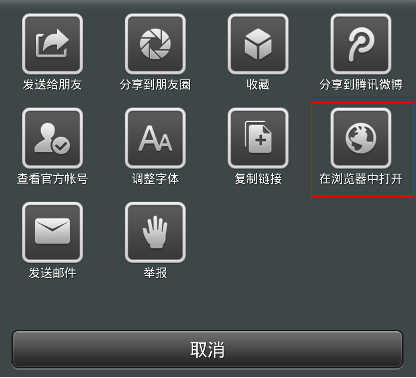 发送给朋友
分享到朋友圈
收藏
分享到腾讯微博
查看官方帐号
调整字体
复制链接
在浏览器中打开
发送邮件
举报
取消